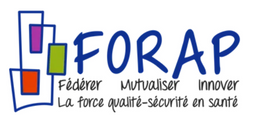 FORAP
Fédérer Mutualiser Innover
La force qualité-sécurité en santé